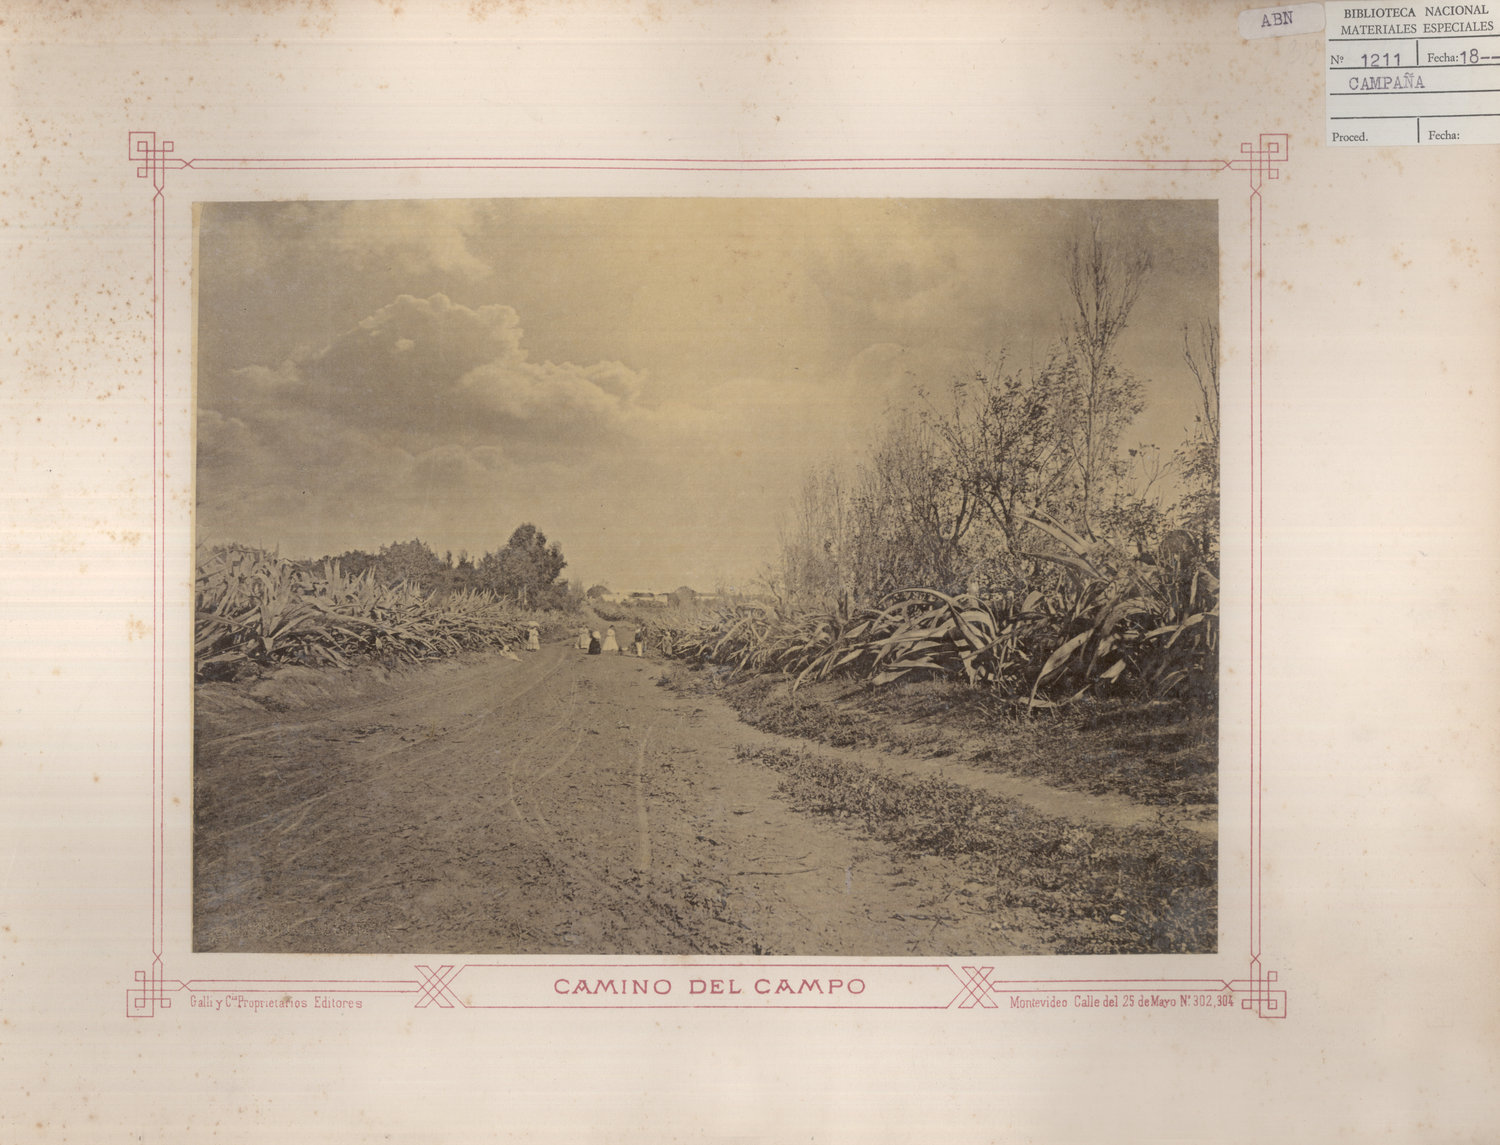 ABN
BIBLIOTECA NACIONAL
MATERIALES ESPECIALES
Nº 1211 Fecha: 18--
CAMPAÑA
Proced. Fecha:
CAMINO DEL CAMPO
Galli y Cía Proprietarios Editores
Montevideo Calle del 25 de Mayo Nº 302, 304